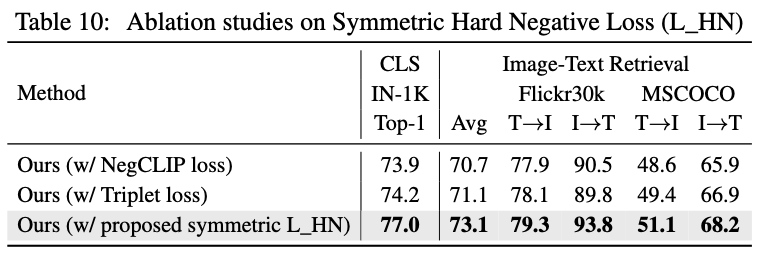 Table 10: Ablation studies on Symmetric Hard Negative Loss (L_HN)
CLS Image-Text Retrieval
Method IN-1K Flickr30k MSCOCO
Top-1 Avg T→I I→T T→I I→T
Ours (w/ NegCLIP loss) 73.9 70.7 77.9 90.5 48.6 65.9
Ours (w/ Triplet loss) 74.2 71.1 78.1 89.8 49.4 66.9
Ours (w/ proposed symmetric L_HN) 77.0 73.1 79.3 93.8 51.1 68.2